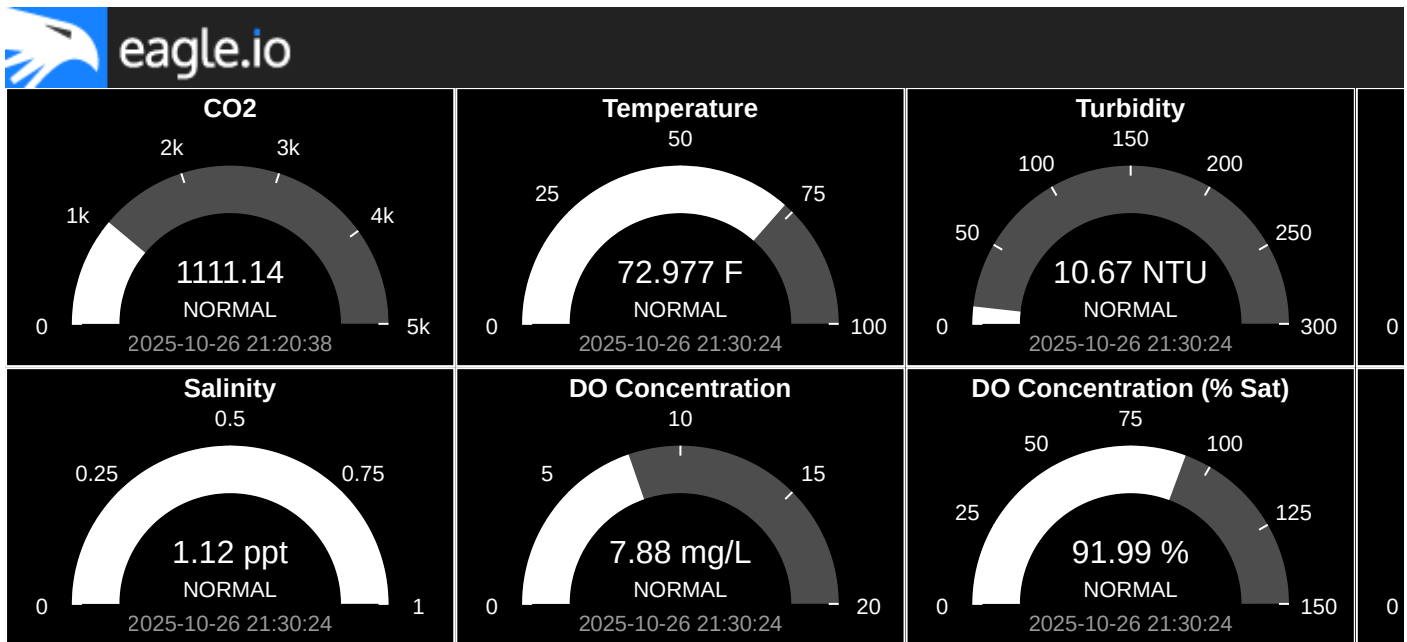 eagle.io
CO2
2k
3k
1k
4k
1111.14
NORMAL
0
5k
2025-10-26 21:20:38
Temperature
50
25
75
72.977 F
NORMAL
0
100
2025-10-26 21:30:24
Turbidity
150
100
200
50
250
10.67 NTU
NORMAL
0
300
2025-10-26 21:30:24
0
Salinity
0.5
0.25
0.75
1.12 ppt
NORMAL
0
1
2025-10-26 21:30:24
DO Concentration
10
5
15
7.88 mg/L
NORMAL
0
20
2025-10-26 21:30:24
DO Concentration (% Sat)
75
50
100
25
125
91.99 %
NORMAL
0
150
2025-10-26 21:30:24
0